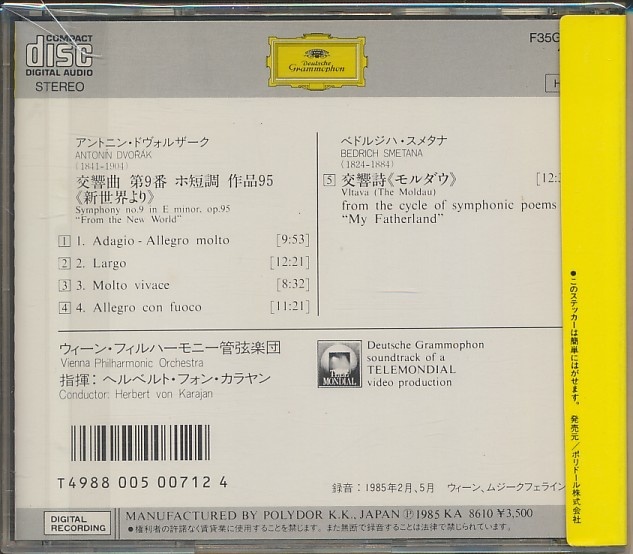 COMPACT
disc
DIGITAL AUDIO
STEREO
Deutsche
Grammophon
F35G
H
アントニン・ドヴォルザーク
ANTONÍN DVOŘÁK
(1841-1904)
交響曲 第9番 ホ短調 作品95
《新世界より》
Symphony no.9 in E minor, op.95
"From the New World"
1 1. Adagio - Allegro molto [9:53]
2 2. Largo [12:21]
3 3. Molto vivace [8:32]
4 4. Allegro con fuoco [11:21]
ベドルジハ・スメタナ
BEDRICH SMETANA
(1824-1884)
5 交響詩《モルダウ》 [12:
Vltava (The Moldau)
from the cycle of symphonic poems
"My Fatherland"
ウィーン・フィルハーモニー管弦楽団
Vienna Philharmonic Orchestra
指揮：ヘルベルト・フォン・カラヤン
Conductor: Herbert von Karajan
TELE
MONDIAL
Deutsche Grammophon
soundtrack of a
TELEMONDIAL
video production
T4988 005 00712 4
録音：1985年2月、5月 ウィーン、ムジークフェライン
DIGITAL
RECORDING
MANUFACTURED BY POLYDOR K.K., JAPAN Ⓟ1985 KA 8610 ¥3,500
●権利者の許諾なく賃貸業に使用することを禁じます。また無断で録音することは法律で禁じられています。
●このステッカーは簡単にはがせます。 発売元／ポリドール株式会社